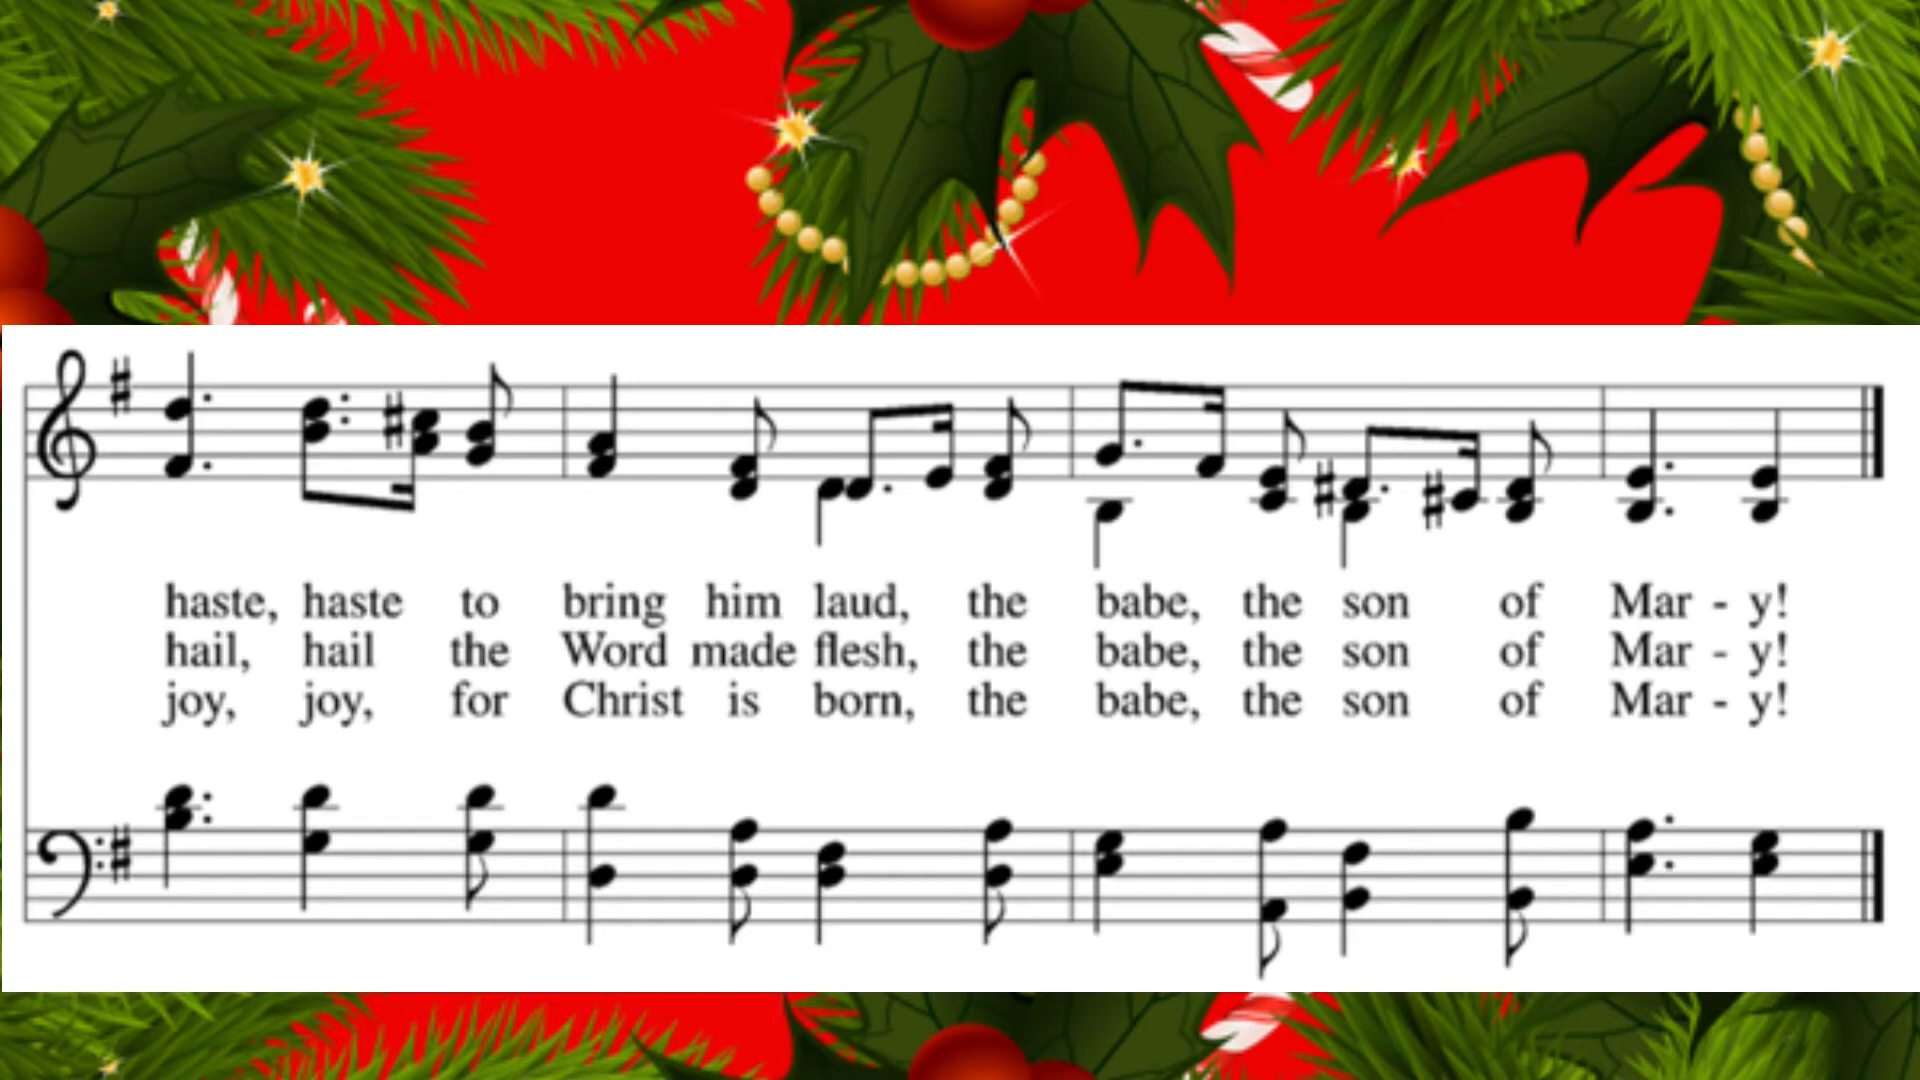 haste, haste to bring him laud, the babe, the son of Mar - y!
hail, hail the Word made flesh, the babe, the son of Mar - y!
joy, joy, for Christ is born, the babe, the son of Mar - y!